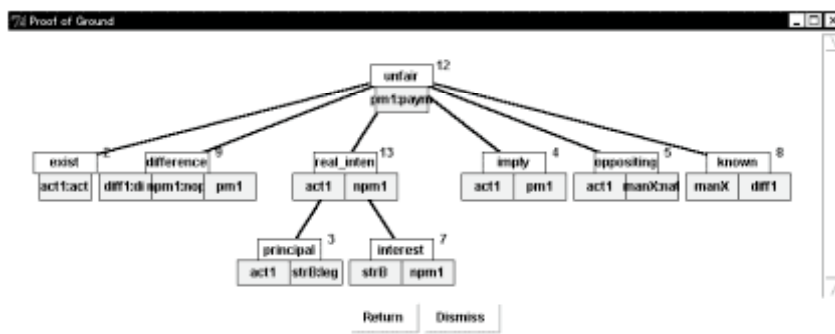 Proof of Ground
unfair 12
pm1:paym
exist 2 difference 9 real_inten 13 imply 4 oppositing 5 known 8
act1:act diff1:di npm1:nop pm1 act1 npm1 act1 pm1 act1 manX:nat manX diff1
principal 3 interest 7
act1 strB:leg strB npm1
Return Dismiss